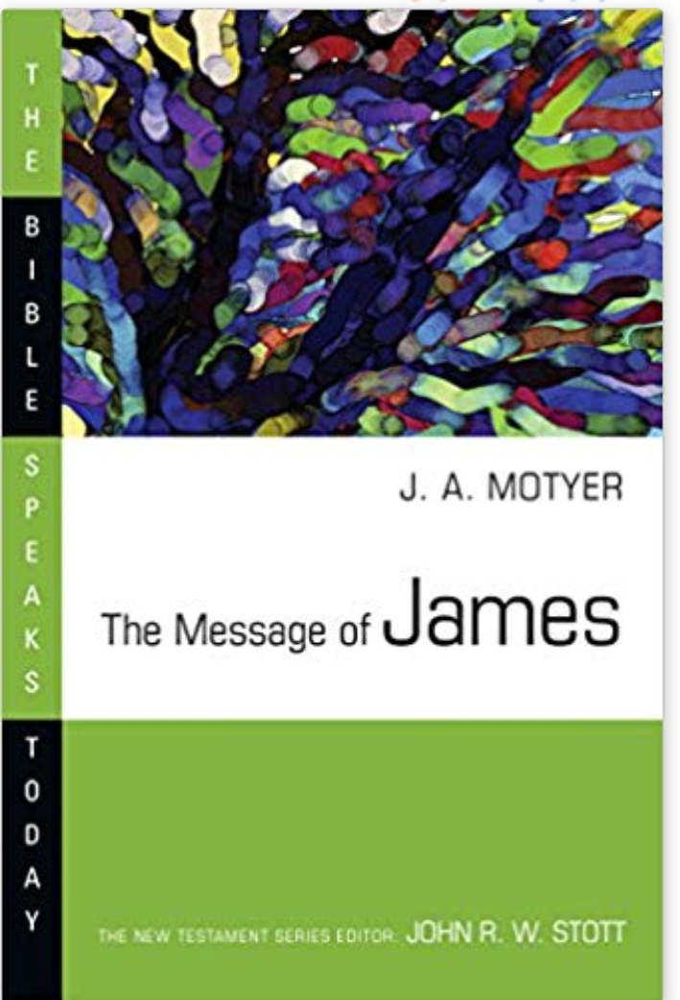 THE BIBLE SPEAKS TODAY
J. A. MOTYER
The Message of James
THE NEW TESTAMENT SERIES EDITOR: JOHN R. W. STOTT